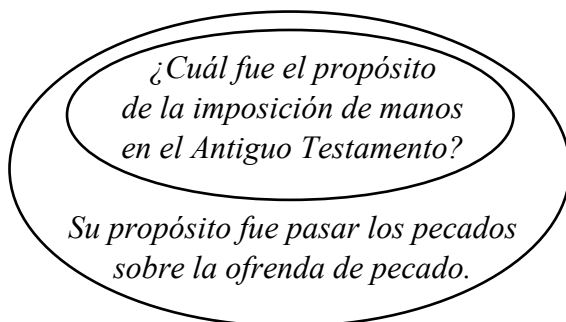 ¿Cuál fue el propósito
de la imposición de manos
en el Antiguo Testamento?
Su propósito fue pasar los pecados
sobre la ofrenda de pecado.